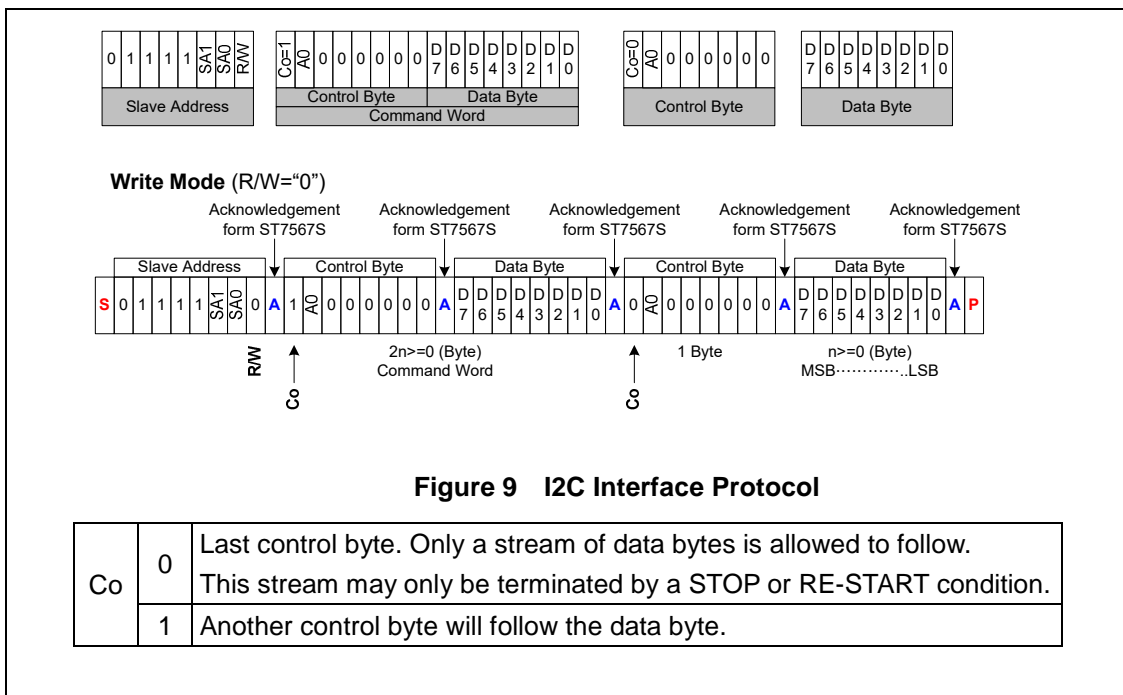 0 1 1 1 1 SA1 SA0 R/W Co=1 A0 0 0 0 0 0 0 D7 D6 D5 D4 D3 D2 D1 D0 Co=0 A0 0 0 0 0 0 0 D7 D6 D5 D4 D3 D2 D1 D0
Slave Address Control Byte Data Byte Control Byte Data Byte
Command Word
Write Mode (R/W=“0”)
Acknowledgement Acknowledgement Acknowledgement Acknowledgement Acknowledgement
form ST7567S form ST7567S form ST7567S form ST7567S form ST7567S
Slave Address Control Byte Data Byte Control Byte Data Byte
S 0 1 1 1 1 SA1 SA0 0 A 1 A0 0 0 0 0 0 0 A D7 D6 D5 D4 D3 D2 D1 D0 A 0 A0 0 0 0 0 0 0 A D7 D6 D5 D4 D3 D2 D1 D0 A P
R/W 2n>=0 (Byte) 1 Byte n>=0 (Byte)
Command Word MSB·············..LSB
Co Co
Figure 9 I2C Interface Protocol
Co 0 Last control byte. Only a stream of data bytes is allowed to follow.
This stream may only be terminated by a STOP or RE-START condition.
1 Another control byte will follow the data byte.